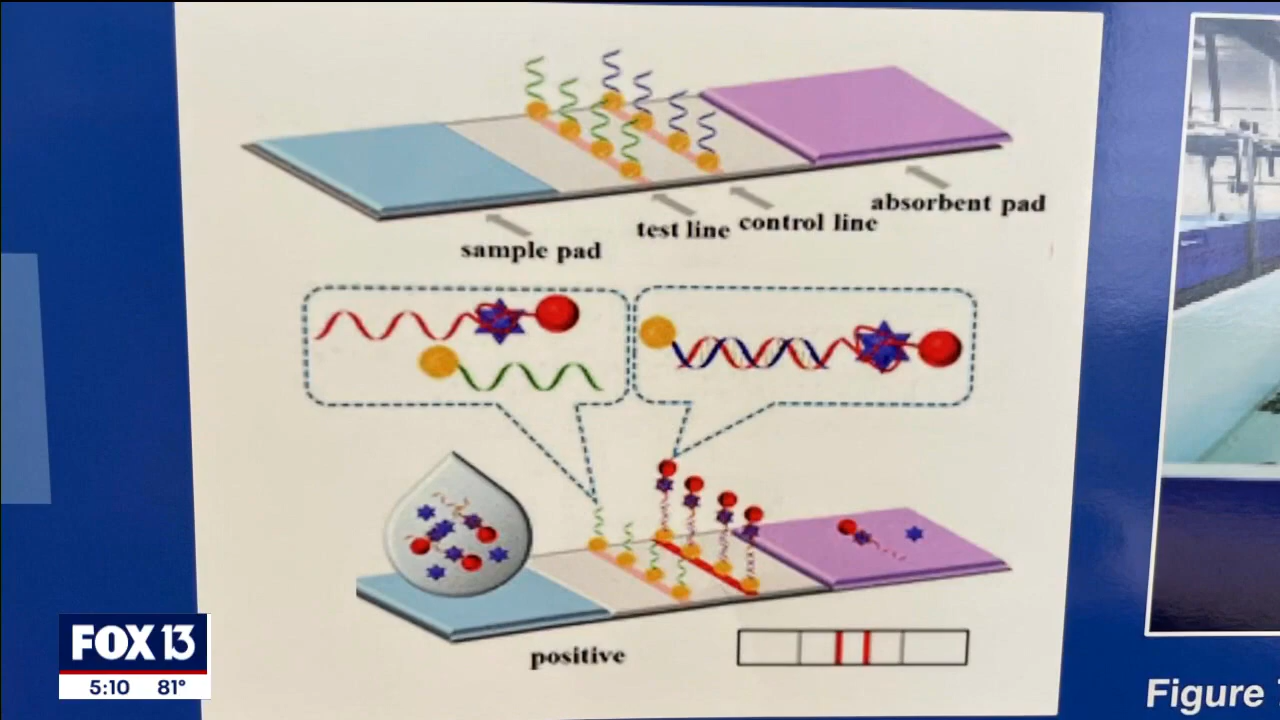 absorbent pad
test line control line
sample pad
positive
FOX 13
5:10 81°
Figure